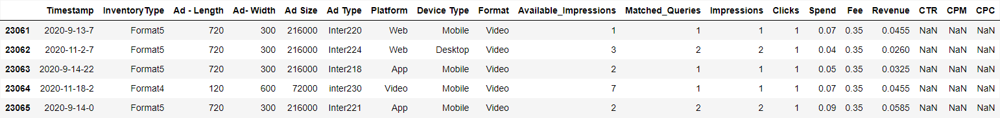 Timestamp InventoryType Ad - Length Ad- Width Ad Size Ad Type Platform Device Type Format Available_Impressions Matched_Queries Impressions Clicks Spend Fee Revenue CTR CPM CPC
23061 2020-9-13-7 Format5 720 300 216000 Inter220 Web Mobile Video 1 1 1 1 0.07 0.35 0.0455 NaN NaN NaN
23062 2020-11-2-7 Format5 720 300 216000 Inter224 Web Desktop Video 3 2 2 1 0.04 0.35 0.0260 NaN NaN NaN
23063 2020-9-14-22 Format5 720 300 216000 Inter218 App Mobile Video 2 1 1 1 0.05 0.35 0.0325 NaN NaN NaN
23064 2020-11-18-2 Format4 120 600 72000 inter230 Video Mobile Video 7 1 1 1 0.07 0.35 0.0455 NaN NaN NaN
23065 2020-9-14-0 Format5 720 300 216000 Inter221 App Mobile Video 2 2 2 1 0.09 0.35 0.0585 NaN NaN NaN